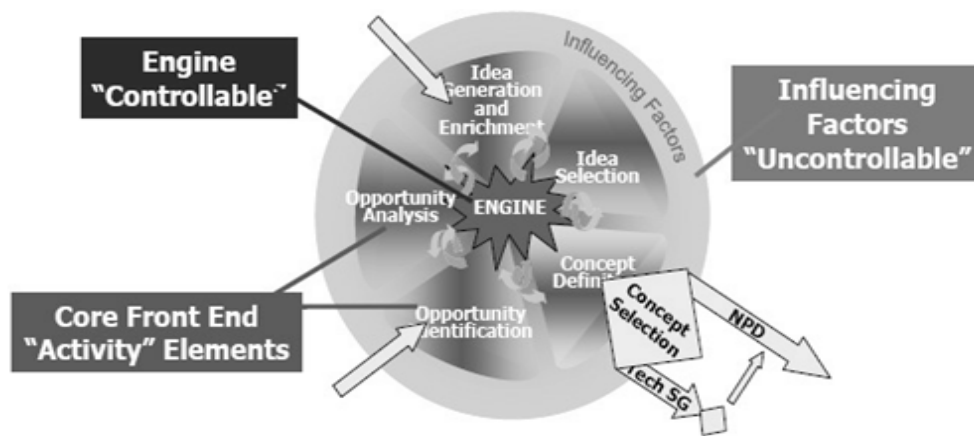 Engine
“Controllable”
Influencing Factors
Idea
Generation
and
Enrichment
Influencing
Factors
“Uncontrollable”
Idea
Selection
Opportunity
Analysis
ENGINE
Concept
Core Front End
“Activity” Elements
Opportunity
Concept
Selection
NPD
Tech SG